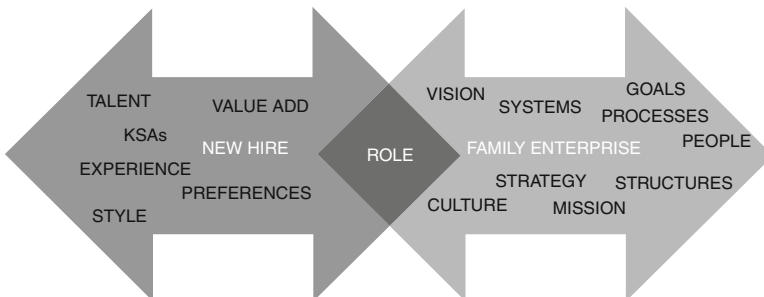 TALENT
VALUE ADD
KSAs
NEW HIRE
EXPERIENCE
PREFERENCES
STYLE
ROLE
VISION
SYSTEMS
GOALS
PROCESSES
PEOPLE
FAMILY ENTERPRISE
STRATEGY
STRUCTURES
CULTURE
MISSION